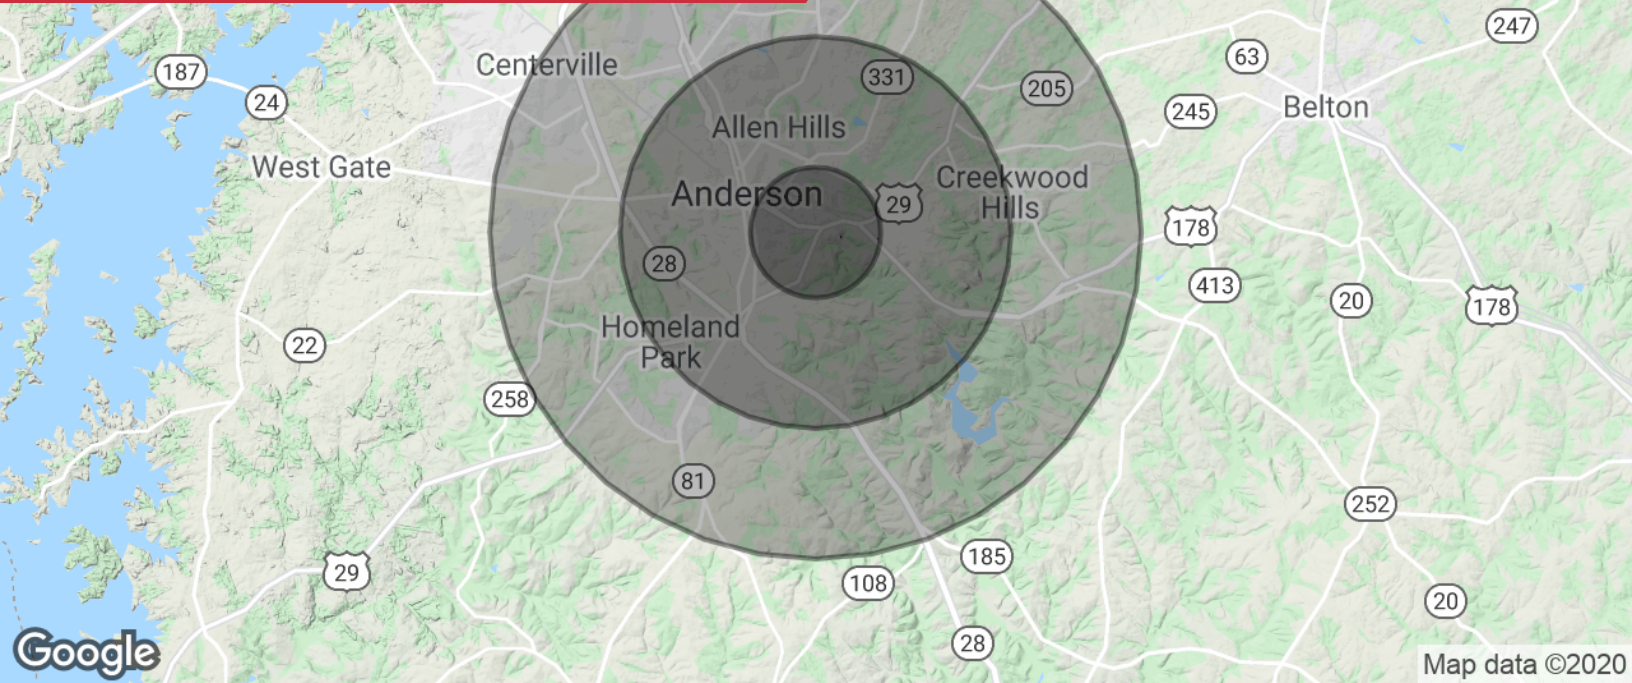 247
63
Centerville
187
331
205
24
245
Belton
Allen Hills
West Gate
Creekwood
Hills
Anderson
29
178
28
413
20
178
Homeland
Park
22
258
81
252
185
29
108
20
28
Google
Map data ©2020